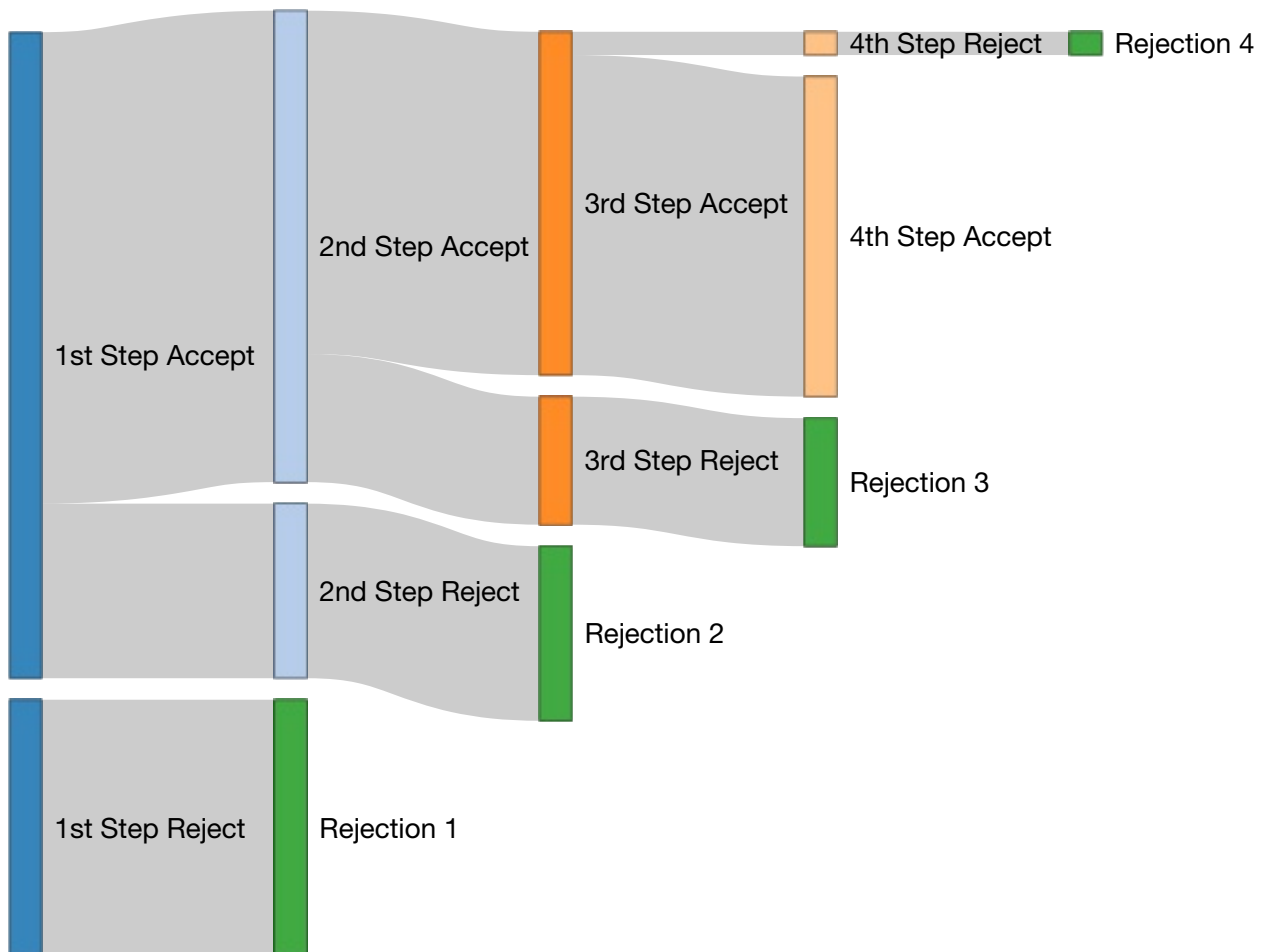 4th Step Reject
Rejection 4
3rd Step Accept
4th Step Accept
2nd Step Accept
1st Step Accept
3rd Step Reject
Rejection 3
2nd Step Reject
Rejection 2
1st Step Reject
Rejection 1